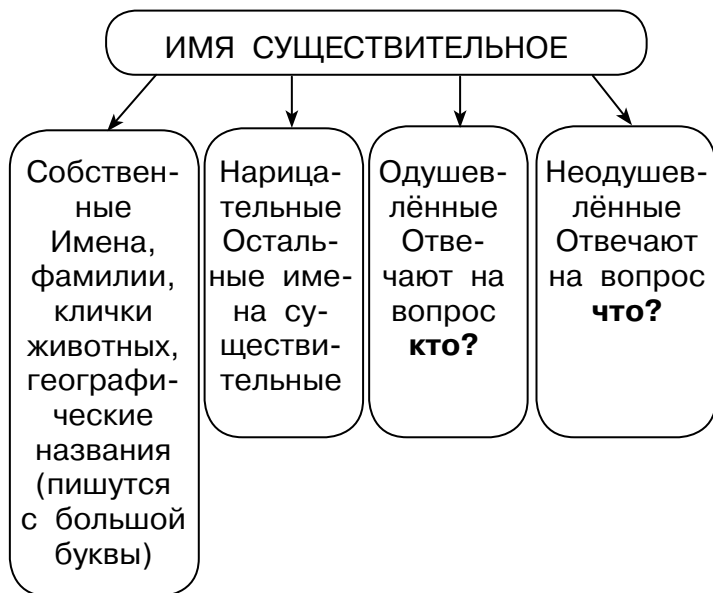 ИМЯ СУЩЕСТВИТЕЛЬНОЕ
Собствен-
ные
Имена,
фамилии,
клички
животных,
географи-
ческие
названия
(пишутся
с большой
буквы)
Нарица-
тельные
Осталь-
ные име-
на су-
ществи-
тельные
Одушев-
лённые
Отве-
чают на
вопрос
кто?
Неодушев-
лённые
Отвечают
на вопрос
что?